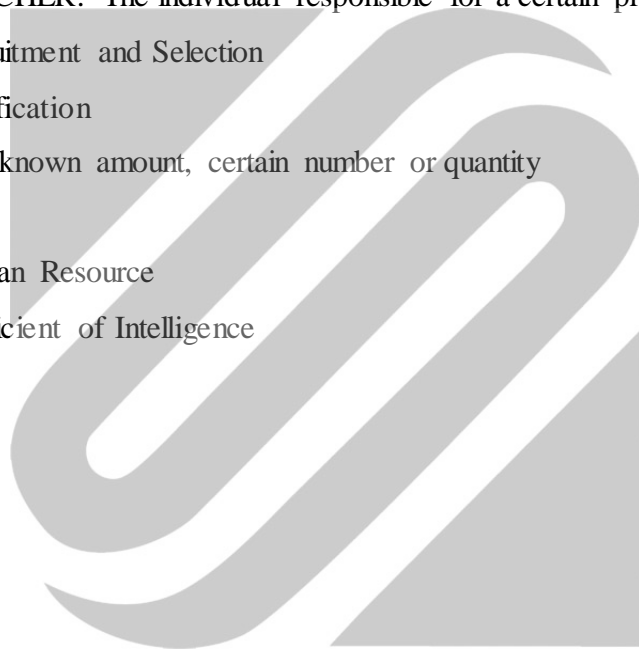 CHER: The individual responsible for a certain pr
uitment and Selection
fication
known amount, certain number or quantity
an Resource
cient of Intelligence